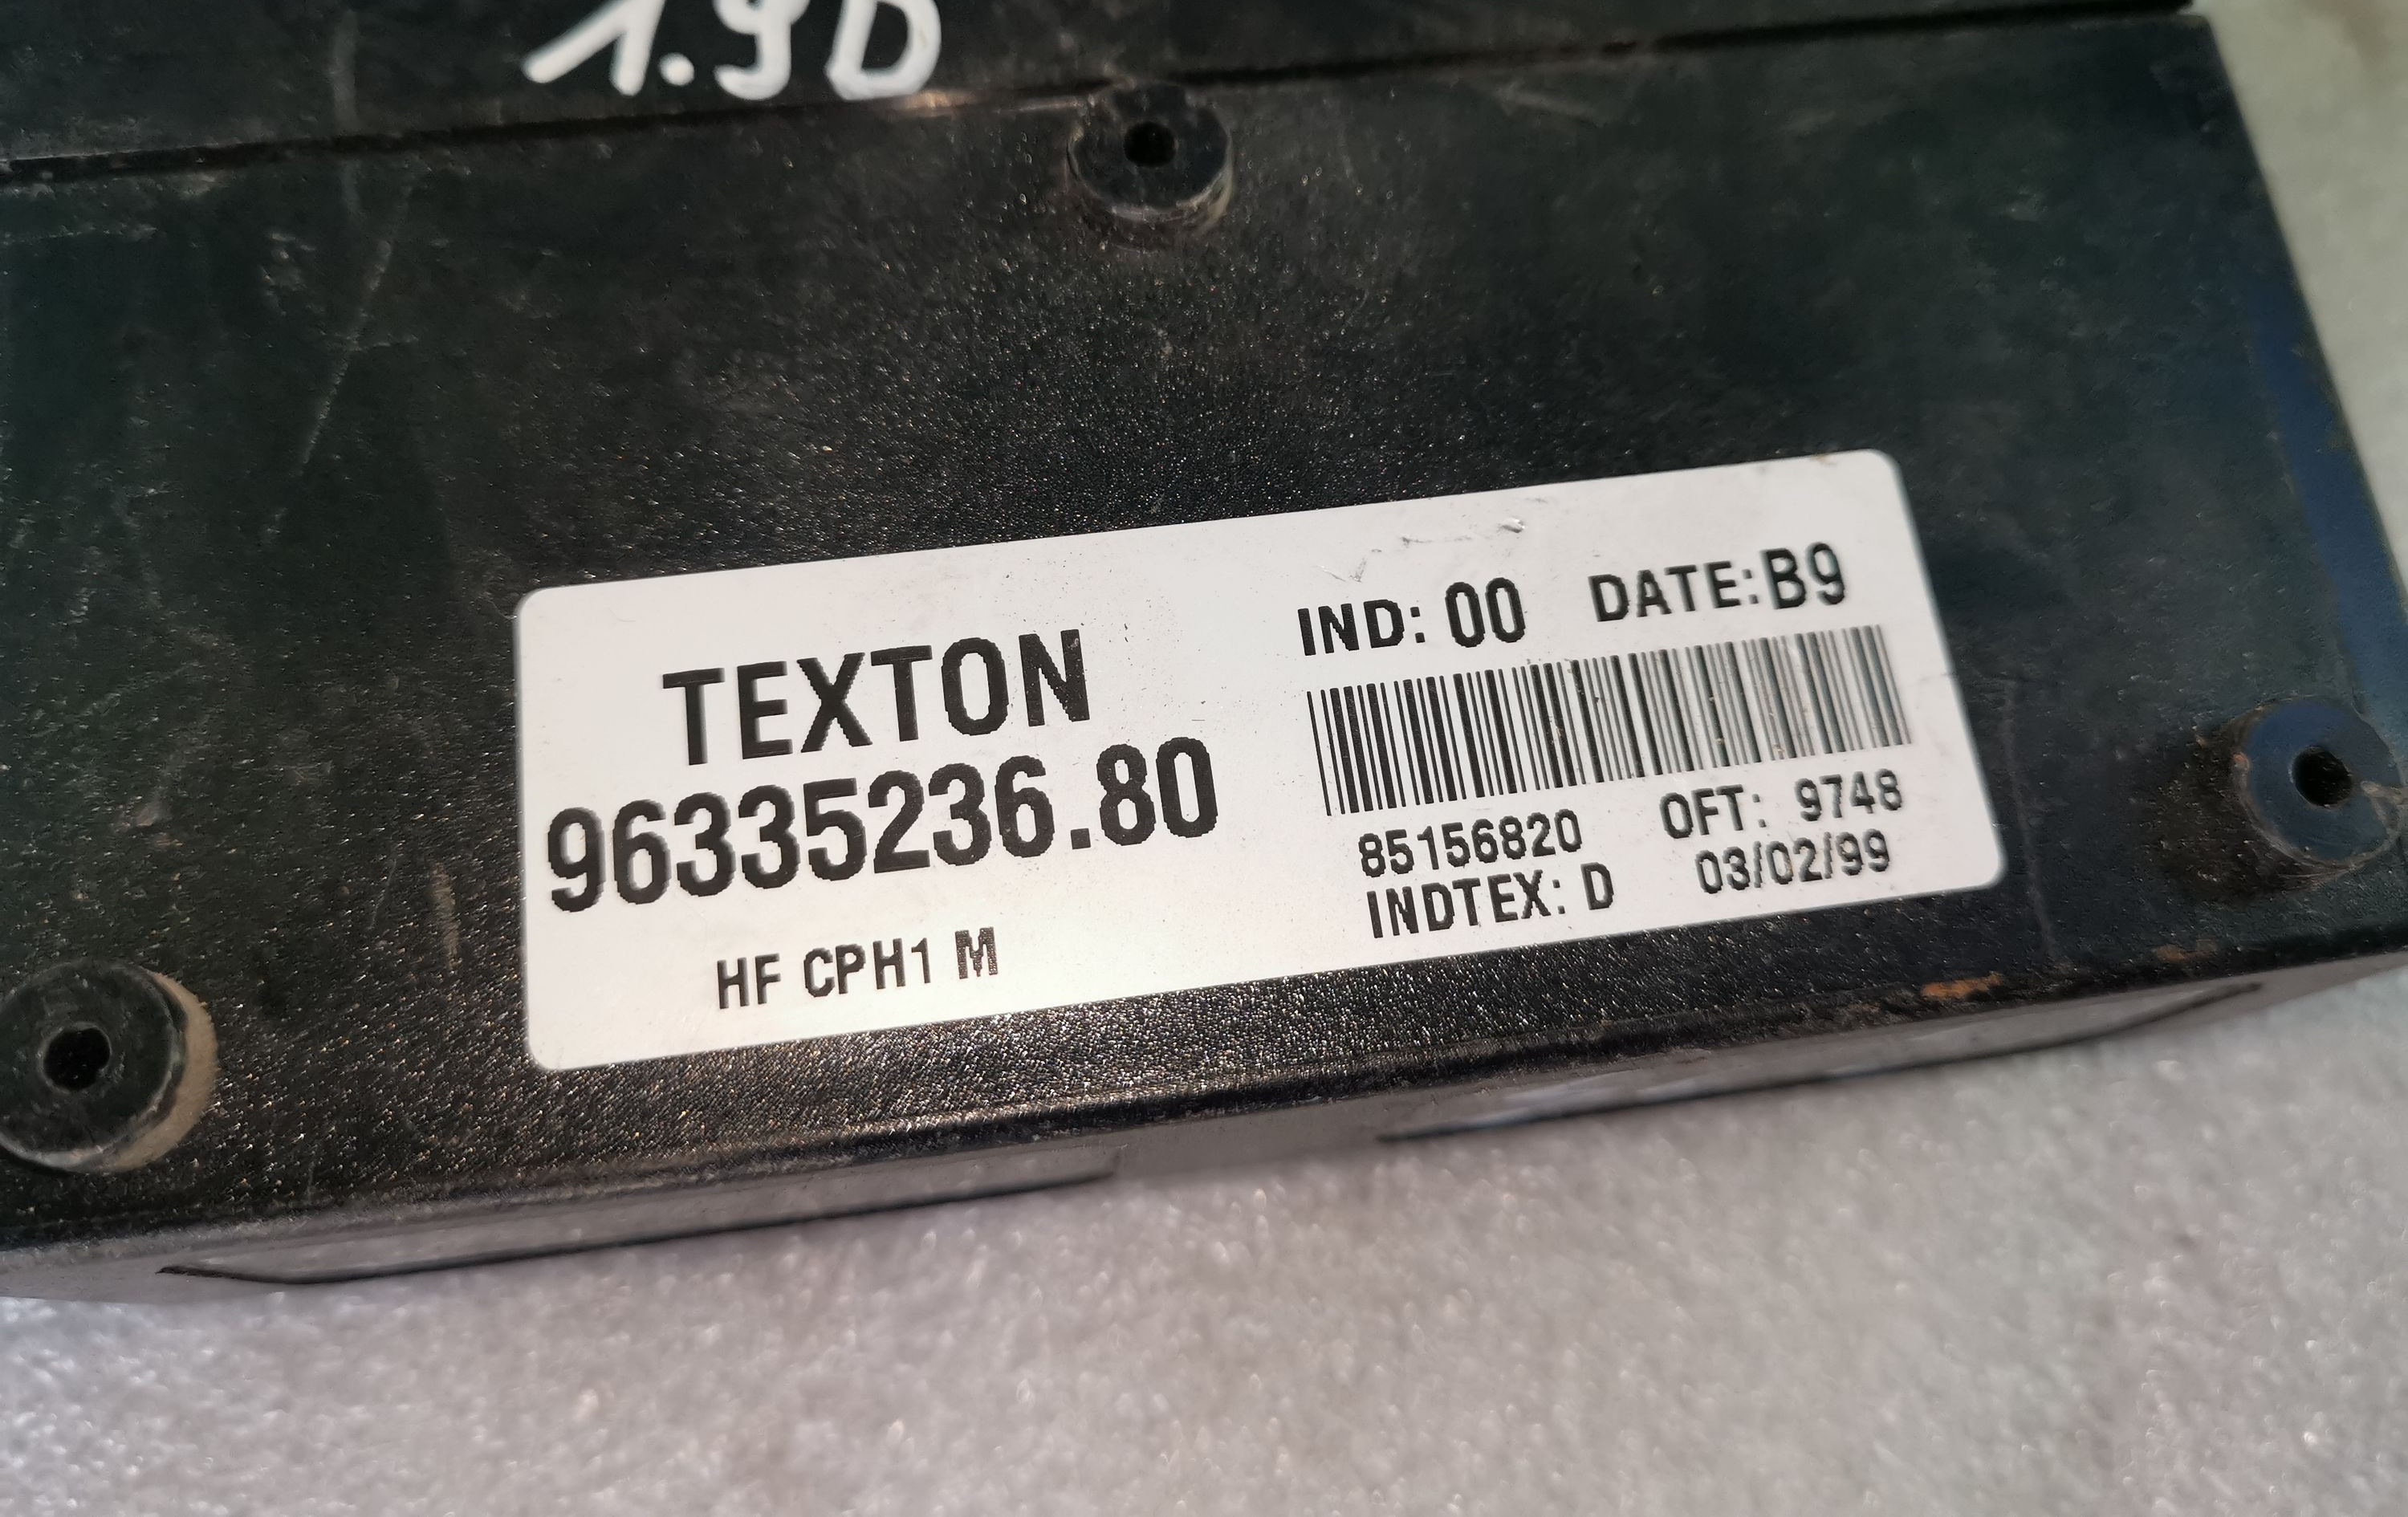 1.9D
TEXTON
96335236.80
HF CPH1 M
IND: 00 DATE: B9
85156820 OFT: 9748
INDTEX: D 03/02/99